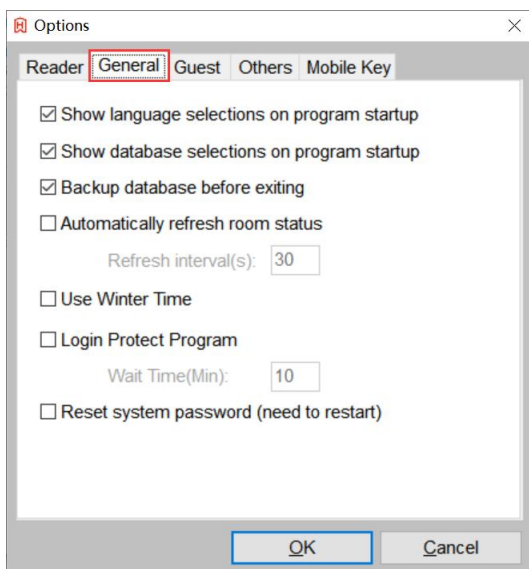 Options
Reader General Guest Others Mobile Key
Show language selections on program startup
Show database selections on program startup
Backup database before exiting
Automatically refresh room status
Refresh interval(s): 30
Use Winter Time
Login Protect Program
Wait Time(Min): 10
Reset system password (need to restart)
OK Cancel